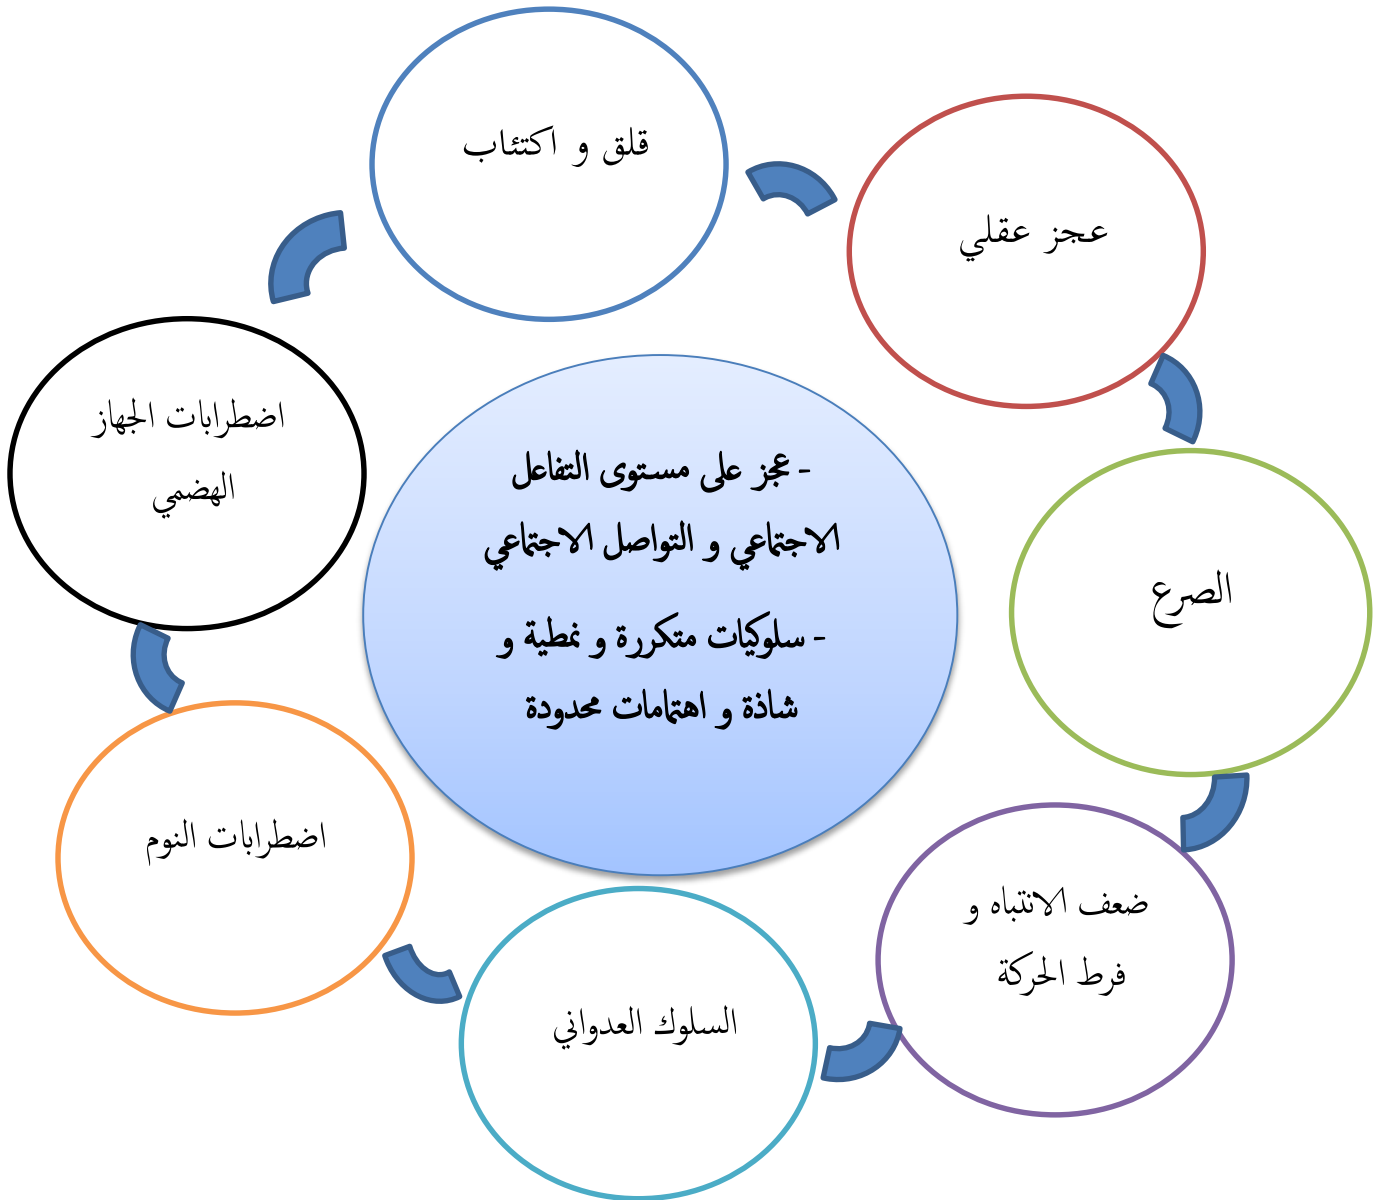 قلق و اكتئاب
عجز عقلي
اضطرابات الجهاز
الهضمي
- عجز على مستوى التفاعل
الاجتماعي و التواصل الاجتماعي
- سلوكيات متكررة و نمطية و
شاذة و اهتمامات محدودة
الصرع
اضطرابات النوم
ضعف الانتباه و
فرط الحركة
السلوك العدواني